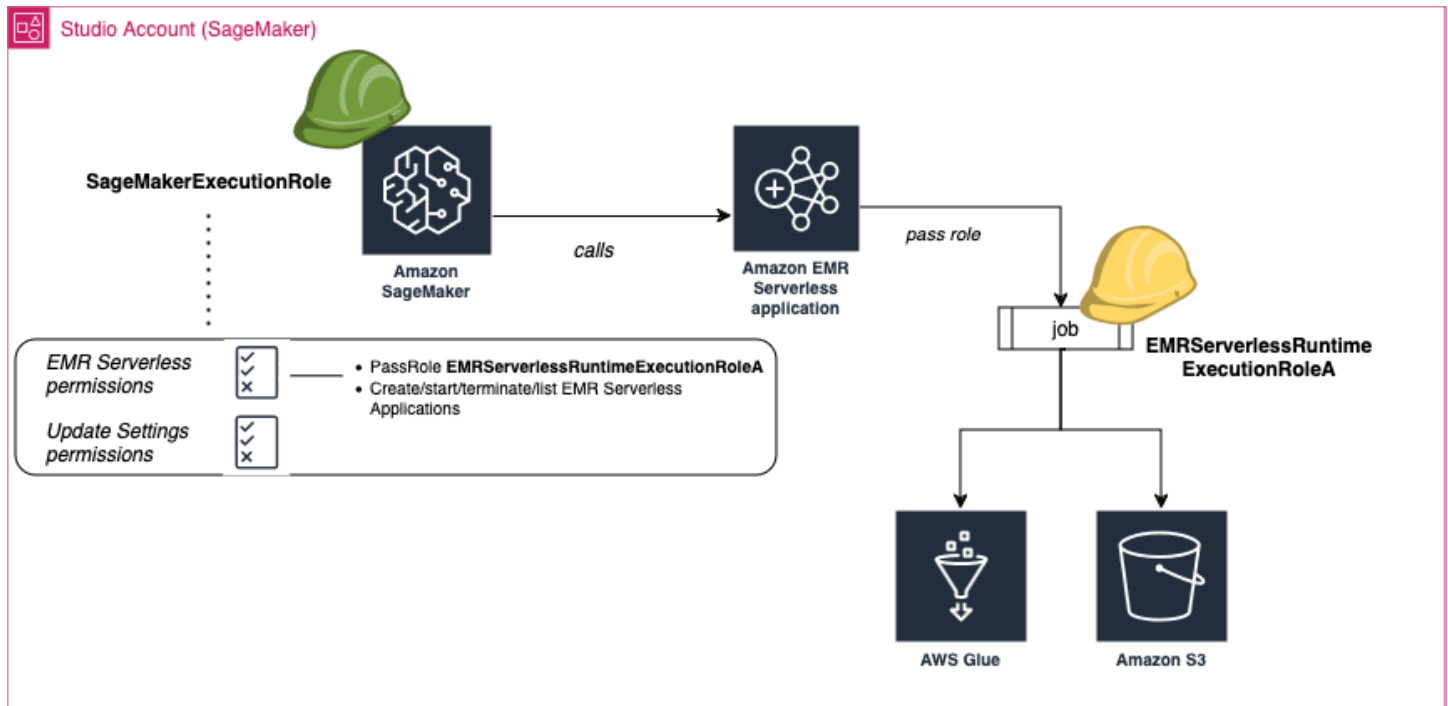 Studio Account (SageMaker)
SageMakerExecutionRole
Amazon
SageMaker
calls
Amazon EMR
Serverless
application
pass role
job
EMRServerlessRuntime
ExecutionRoleA
EMR Serverless
permissions
• PassRole EMRServerlessRuntimeExecutionRoleA
• Create/start/terminate/list EMR Serverless
Applications
Update Settings
permissions
AWS Glue
Amazon S3